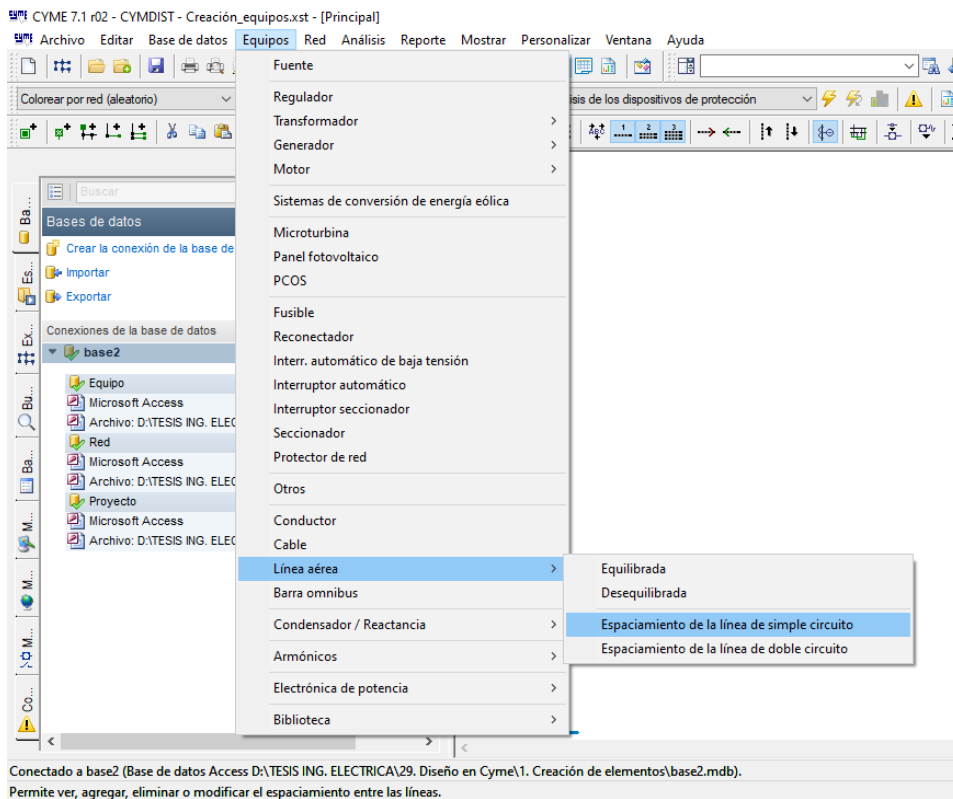 CYME 7.1 r02 - CYMDIST - Creación_equipos.xst - [Principal]
Archivo Editar Base de datos Equipos Red Análisis Reporte Mostrar Personalizar Ventana Ayuda
Colorear por red (aleatorio)
isis de los dispositivos de protección
Buscar
Bases de datos
Crear la conexión de la base de
Importar
Exportar
Conexiones de la base de datos
base2
Equipo
Microsoft Access
Archivo: D:\TESIS ING. ELEC
Red
Microsoft Access
Archivo: D:\TESIS ING. ELEC
Proyecto
Microsoft Access
Archivo: D:\TESIS ING. ELEC
Ba...
Es...
Ex...
Bu...
Ba...
M...
M...
M...
Co...
Fuente
Regulador
Transformador
Generador
Motor
Sistemas de conversión de energía eólica
Microturbina
Panel fotovoltaico
PCOS
Fusible
Reconectador
Interr. automático de baja tensión
Interruptor automático
Interruptor seccionador
Seccionador
Protector de red
Otros
Conductor
Cable
Línea aérea
Barra omnibus
Condensador / Reactancia
Armónicos
Electrónica de potencia
Biblioteca
Equilibrada
Desequilibrada
Espaciamiento de la línea de simple circuito
Espaciamiento de la línea de doble circuito
Conectado a base2 (Base de datos Access D:\TESIS ING. ELECTRICA\29. Diseño en Cyme\1. Creación de elementos\base2.mdb).
Permite ver, agregar, eliminar o modificar el espaciamiento entre las líneas.